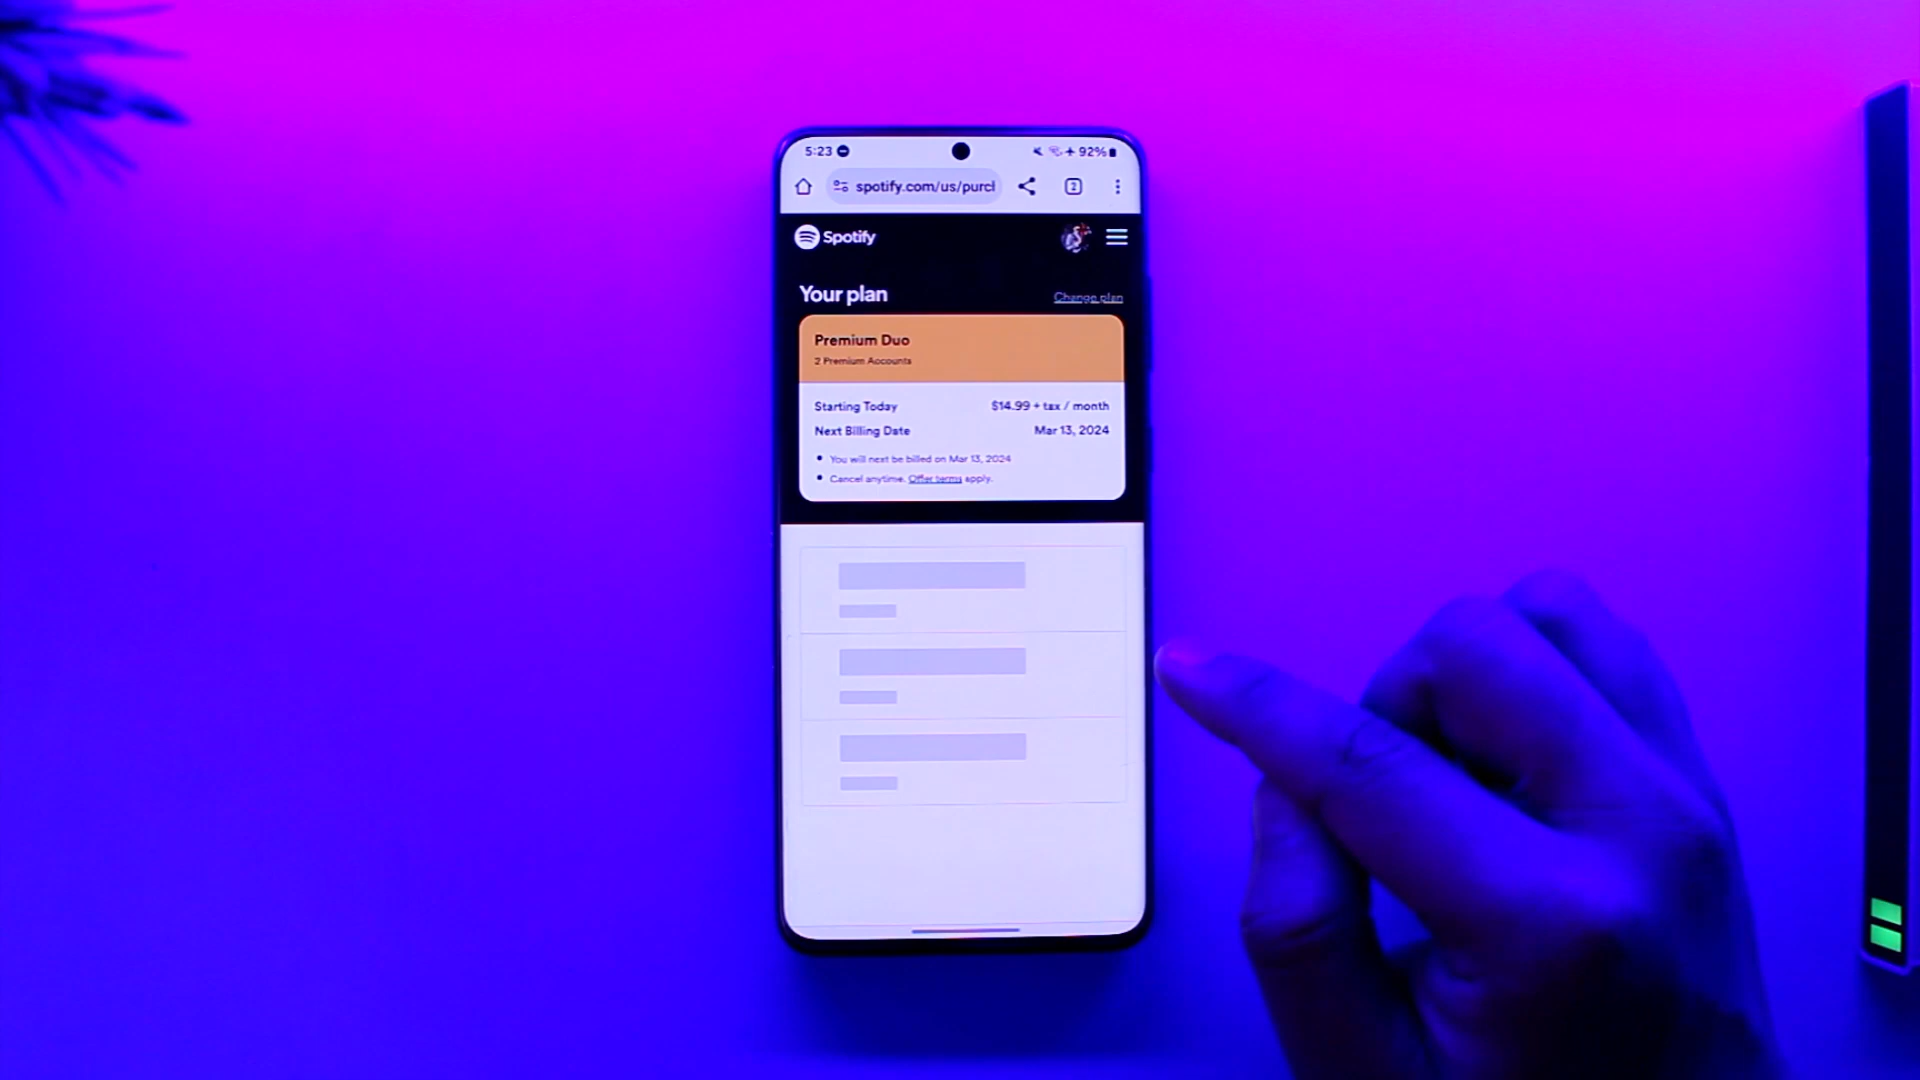 5:23 92%
spotify.com/us/purcl 2
Spotify
Your plan Change plan
Premium Duo
2 Premium Accounts
Starting Today $14.99 + tax / month
Next Billing Date Mar 13, 2024
You will next be billed on Mar 13, 2024
Cancel anytime. Offer terms apply.